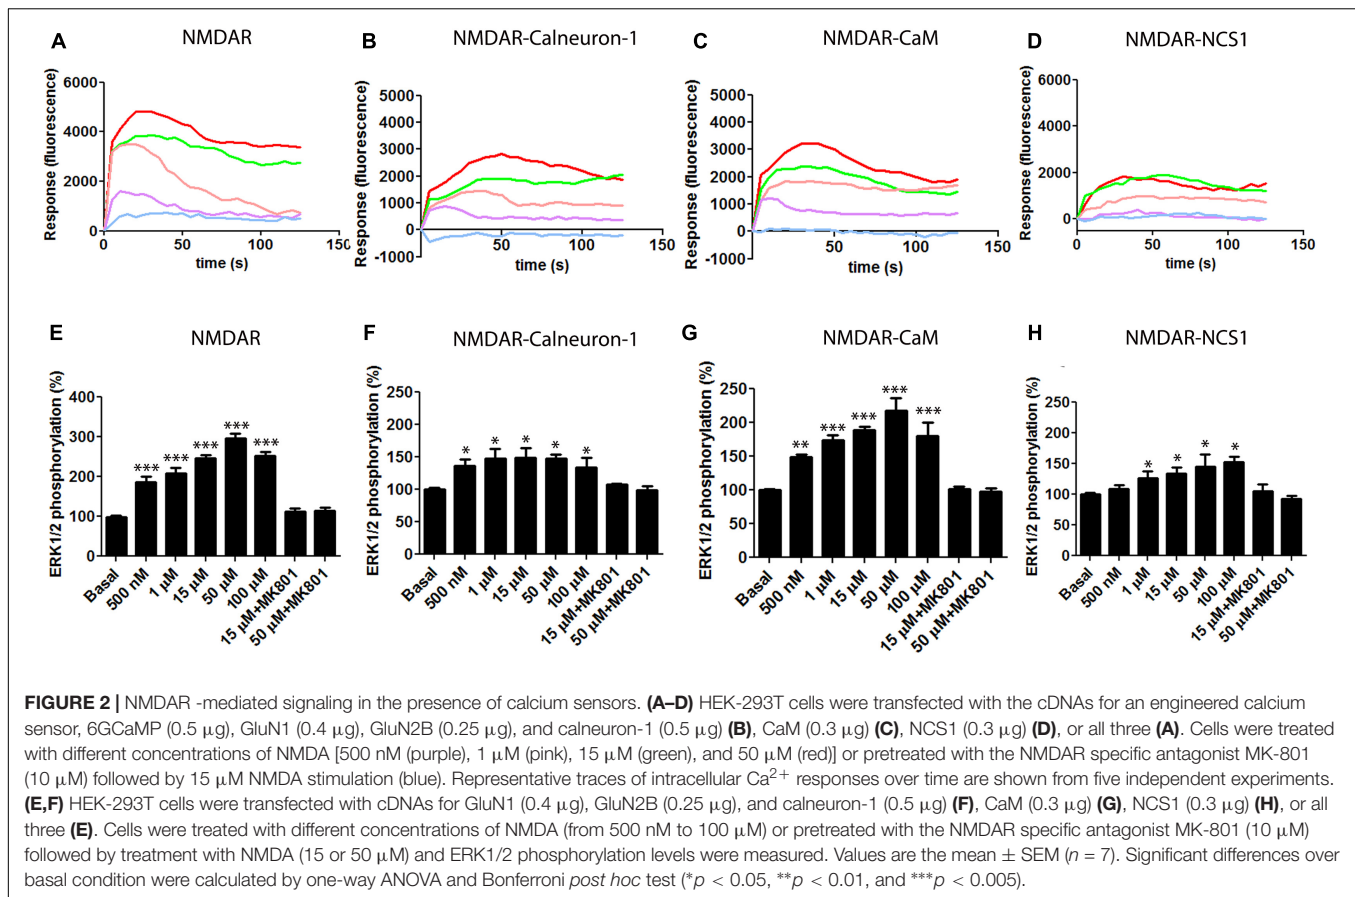 A NMDAR
B NMDAR-Calneuron-1
C NMDAR-CaM
D NMDAR-NCS1
Response (fluorescence)
6000
4000
2000
0
0 50 100 150
time (s)
Response (fluorescence)
5000
4000
3000
2000
1000
0
-1000
50 100 150
time (s)
Response (fluorescence)
5000
4000
3000
2000
1000
0
-1000
50 100 150
time (s)
Response (fluorescence)
6000
4000
2000
0
0 50 100 150
time (s)
E NMDAR
F NMDAR-Calneuron-1
G NMDAR-CaM
H NMDAR-NCS1
ERK1/2 phosphorylation (%)
400
300
200
100
0
*** *** *** *** ***
Basal
500 nM
1 µM
15 µM
50 µM
100 µM
15 µM+MK801
50 µM+MK801
ERK1/2 phosphorylation (%)
250
200
150
100
50
0
* * * * *
Basal
500 nM
1 µM
15 µM
50 µM
100 µM
15 µM+MK801
50 µM+MK801
ERK1/2 phosphorylation (%)
250
200
150
100
50
0
** *** *** *** ***
Basal
500 nM
1 µM
15 µM
50 µM
100 µM
15 µM+MK801
50 µM+MK801
ERK1/2 phosphorylation (%)
250
200
150
100
50
0
* * * *
Basal
500 nM
1 µM
15 µM
50 µM
100 µM
15 µM+MK801
50 µM+MK801
FIGURE 2 | NMDAR -mediated signaling in the presence of calcium sensors. (A–D) HEK-293T cells were transfected with the cDNAs for an engineered calcium
sensor, 6GCaMP (0.5 µg), GluN1 (0.4 µg), GluN2B (0.25 µg), and calneuron-1 (0.5 µg) (B), CaM (0.3 µg) (C), NCS1 (0.3 µg) (D), or all three (A). Cells were treated
with different concentrations of NMDA [500 nM (purple), 1 µM (pink), 15 µM (green), and 50 µM (red)] or pretreated with the NMDAR specific antagonist MK-801
(10 µM) followed by 15 µM NMDA stimulation (blue). Representative traces of intracellular Ca2+ responses over time are shown from five independent experiments.
(E,F) HEK-293T cells were transfected with cDNAs for GluN1 (0.4 µg), GluN2B (0.25 µg), and calneuron-1 (0.5 µg) (F), CaM (0.3 µg) (G), NCS1 (0.3 µg) (H), or all
three (E). Cells were treated with different concentrations of NMDA (from 500 nM to 100 µM) or pretreated with the NMDAR specific antagonist MK-801 (10 µM)
followed by treatment with NMDA (15 or 50 µM) and ERK1/2 phosphorylation levels were measured. Values are the mean ± SEM (n = 7). Significant differences over
basal condition were calculated by one-way ANOVA and Bonferroni post hoc test (*p < 0.05, **p < 0.01, and ***p < 0.005).